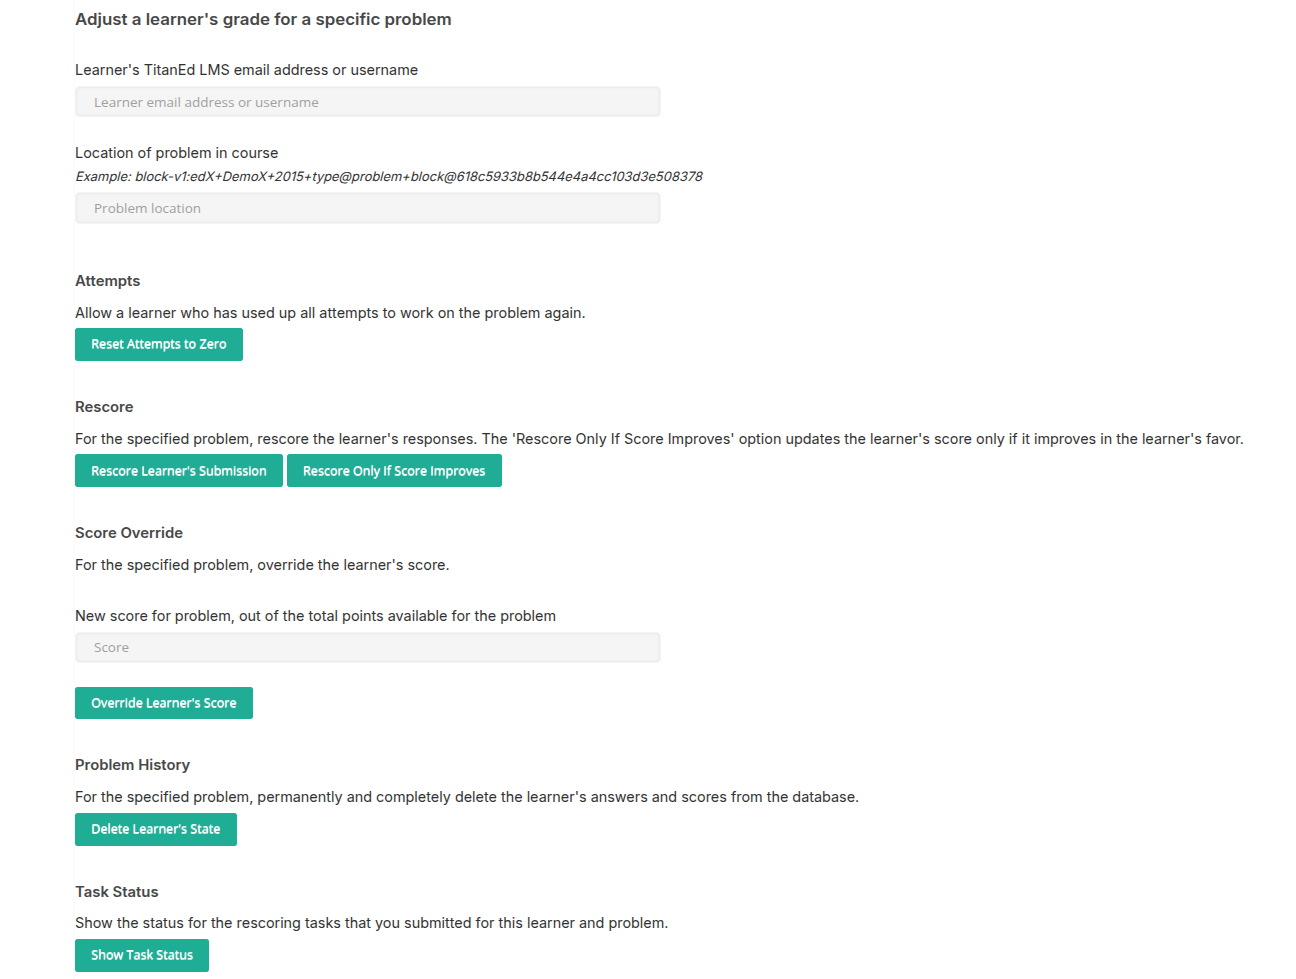 Adjust a learner's grade for a specific problem
Learner's TitanEd LMS email address or username
Learner email address or username
Location of problem in course
Example: block-v1:edX+DemoX+2015+type@problem+block@618c5933b8b544e4a4cc103d3e508378
Problem location
Attempts
Allow a learner who has used up all attempts to work on the problem again.
Reset Attempts to Zero
Rescore
For the specified problem, rescore the learner's responses. The 'Rescore Only If Score Improves' option updates the learner's score only if it improves in the learner's favor.
Rescore Learner's Submission Rescore Only If Score Improves
Score Override
For the specified problem, override the learner's score.
New score for problem, out of the total points available for the problem
Score
Override Learner's Score
Problem History
For the specified problem, permanently and completely delete the learner's answers and scores from the database.
Delete Learner's State
Task Status
Show the status for the rescoring tasks that you submitted for this learner and problem.
Show Task Status